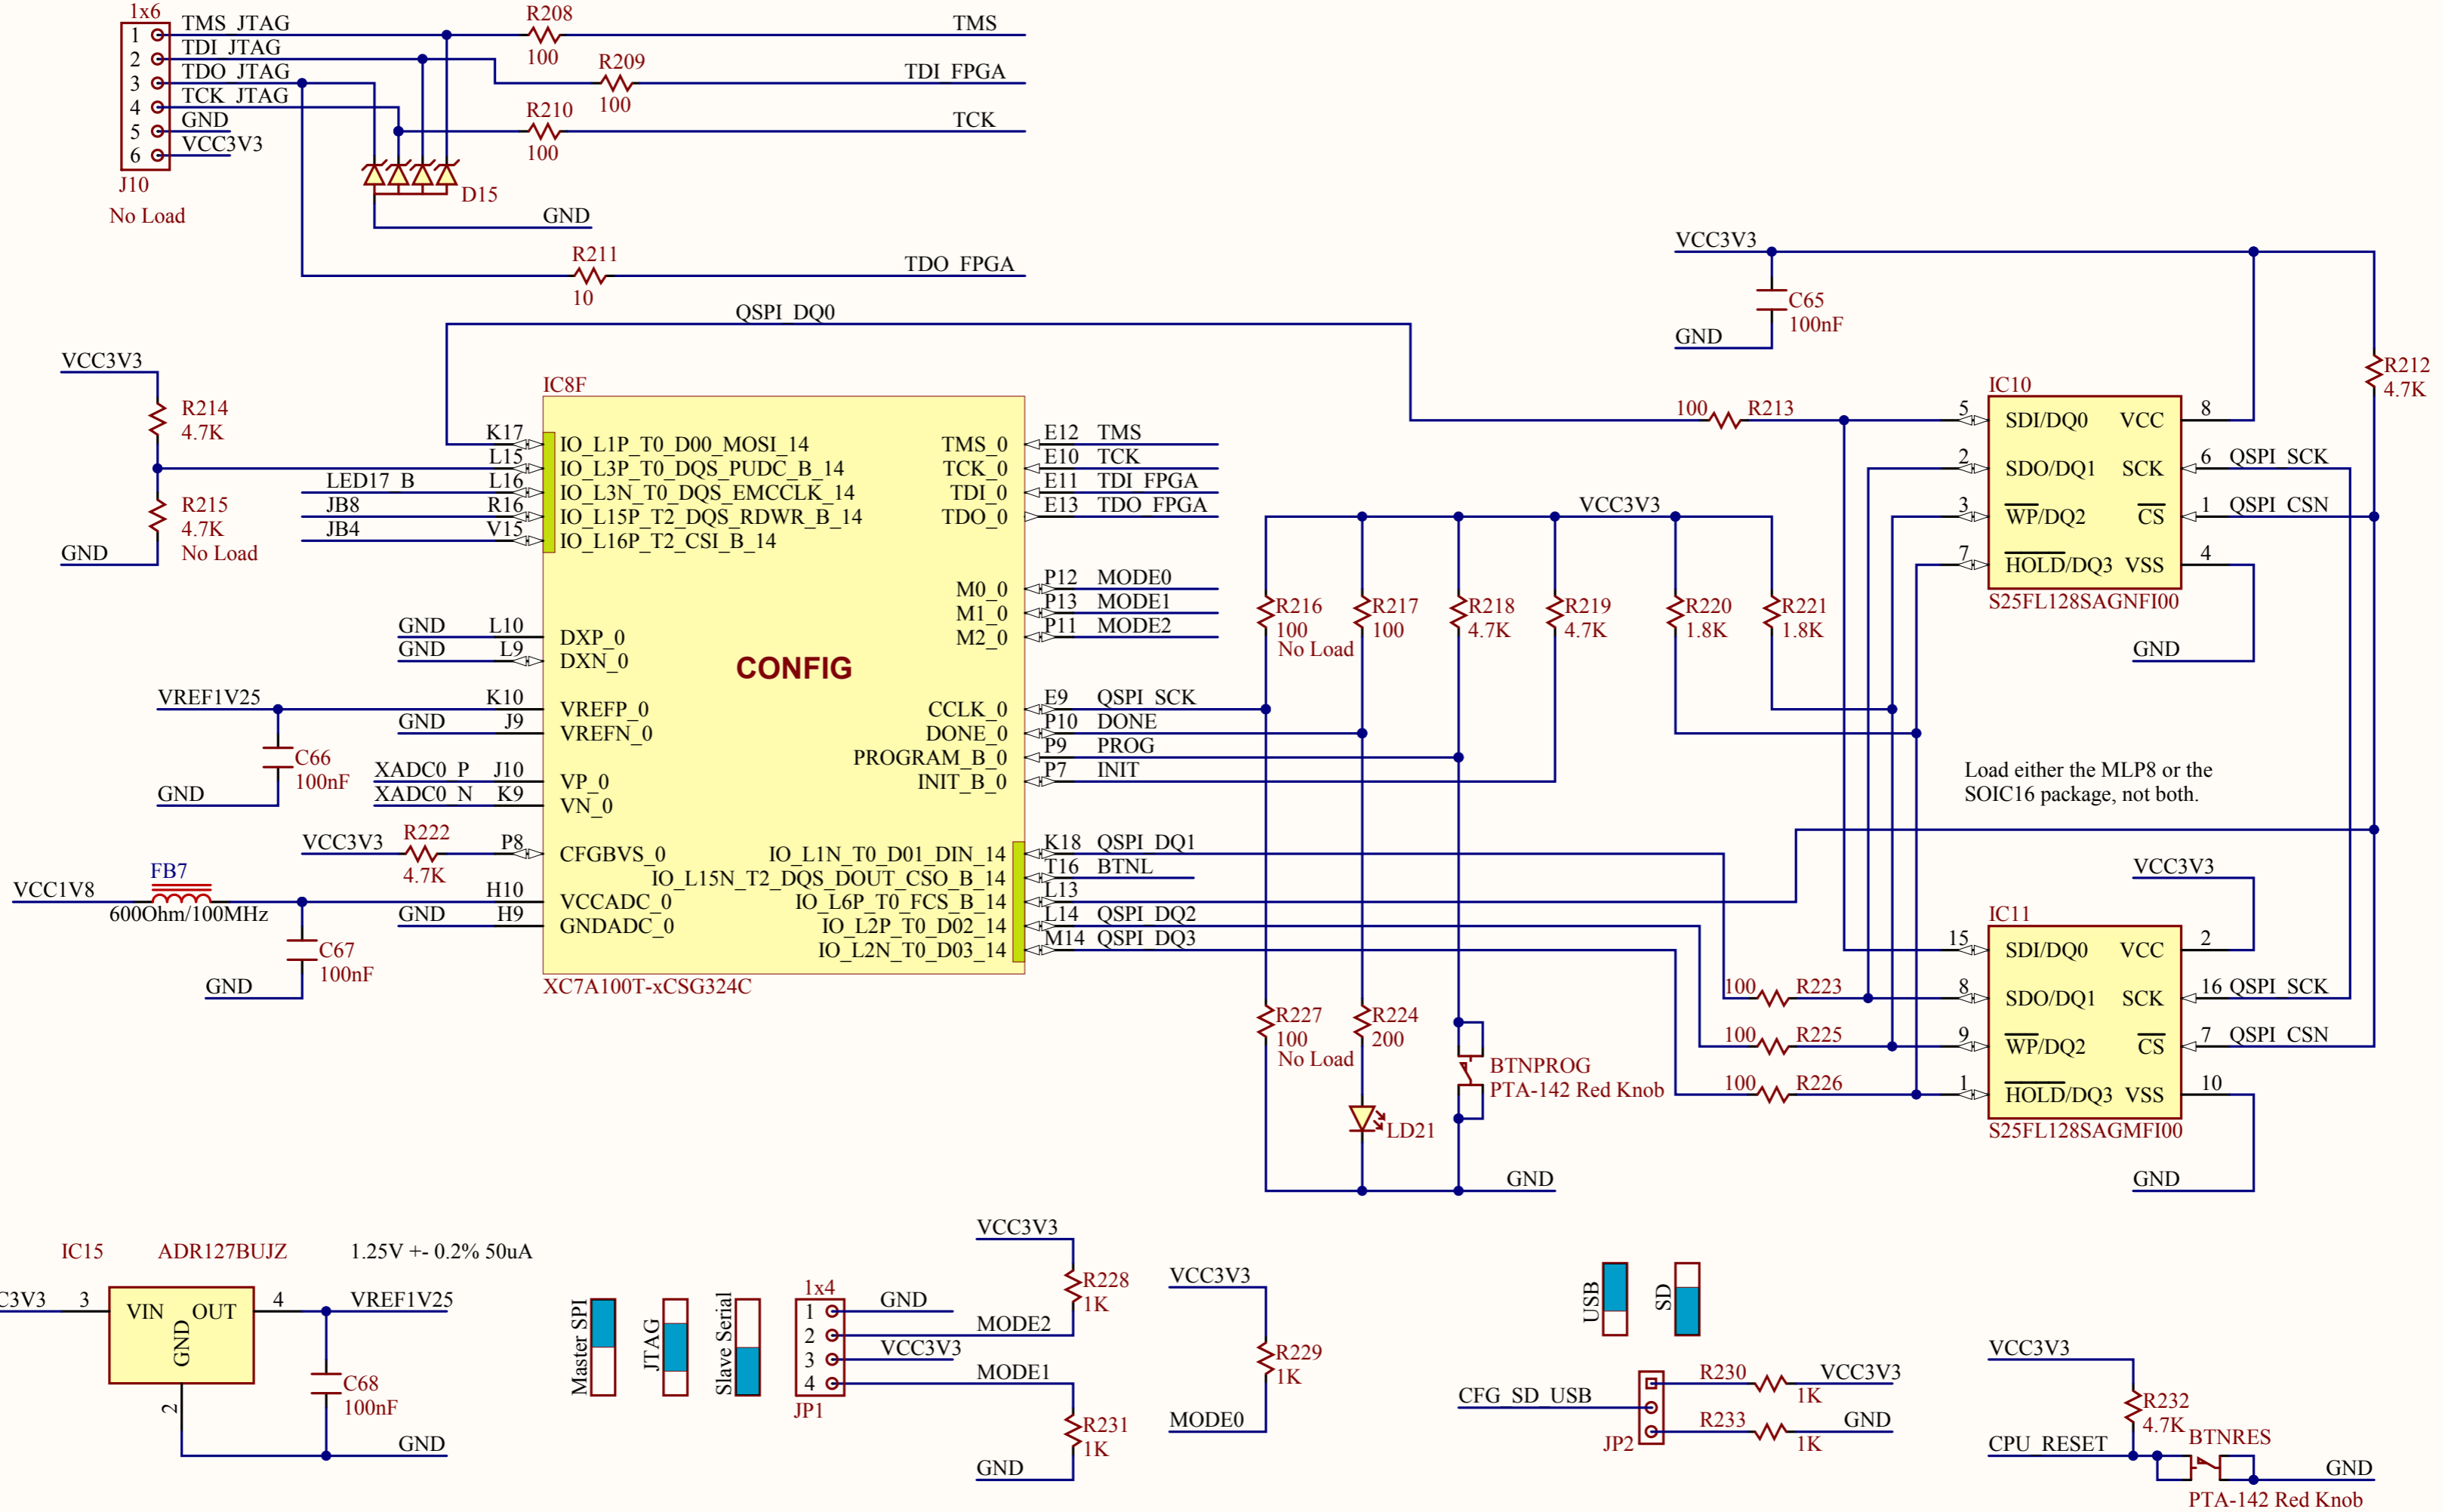 1x6
1 TMS_JTAG
2 TDI_JTAG
3 TDO_JTAG
4 TCK_JTAG
5 GND
6 VCC3V3
J10
No Load
R208
100
TMS
R209
100
TDI_FPGA
R210
100
TCK
D15
GND
R211
10
TDO_FPGA
QSPI_DQ0
VCC3V3
C65
100nF
GND
R212
4.7K
VCC3V3
R214
4.7K
R215
4.7K
No Load
GND
IC8F
K17 IO_L1P_T0_D00_MOSI_14
L15 IO_L3P_T0_DQS_PUDC_B_14
LED17_B L16 IO_L3N_T0_DQS_EMCCLK_14
JB8 R16 IO_L15P_T2_DQS_RDWR_B_14
JB4 V15 IO_L16P_T2_CSI_B_14
GND L10 DXP_0
GND L9 DXN_0
CONFIG
VREF1V25 K10 VREFP_0
GND J9 VREFN_0
C66
100nF
GND
XADC0_P J10 VP_0
XADC0_N K9 VN_0
VCC3V3 R222 P8 CFGBVS_0
4.7K
FB7
VCC1V8 H10 VCCADC_0
600Ohm/100MHz
GND H9 GNDADC_0
C67
100nF
GND
XC7A100T-xCSG324C
TMS_0 E12 TMS
TCK_0 E10 TCK
TDI_0 E11 TDI_FPGA
TDO_0 E13 TDO_FPGA
M0_0 P12 MODE0
M1_0 P13 MODE1
M2_0 P11 MODE2
CCLK_0 E9 QSPI_SCK
DONE_0 P10 DONE
PROGRAM_B_0 P9 PROG
INIT_B_0 P7 INIT
IO_L1N_T0_D01_DIN_14 K18 QSPI_DQ1
IO_L15N_T2_DQS_DOUT_CSO_B_14 T16 BTNL
IO_L6P_T0_FCS_B_14 L13
IO_L2P_T0_D02_14 L14 QSPI_DQ2
IO_L2N_T0_D03_14 M14 QSPI_DQ3
VCC3V3
R216
100
No Load
R217
100
R218
4.7K
R219
4.7K
R220
1.8K
R221
1.8K
R227
100
No Load
R224
200
LD21
BTNPROG
PTA-142 Red Knob
GND
100 R213
IC10
5 SDI/DQ0 VCC 8
2 SDO/DQ1 SCK 6 QSPI_SCK
3 WP/DQ2 CS 1 QSPI_CSN
7 HOLD/DQ3 VSS 4
S25FL128SAGNFI00
GND
Load either the MLP8 or the
SOIC16 package, not both.
VCC3V3
IC11
15 SDI/DQ0 VCC 2
100 R223 8 SDO/DQ1 SCK 16 QSPI_SCK
100 R225 9 WP/DQ2 CS 7 QSPI_CSN
100 R226 1 HOLD/DQ3 VSS 10
S25FL128SAGMFI00
GND
IC15 ADR127BUJZ 1.25V +- 0.2% 50uA
C3V3 3 VIN OUT 4 VREF1V25
GND
2
C68
100nF
GND
Master SPI
JTAG
Slave Serial
1x4
1 GND
2 MODE2
3 VCC3V3
4 MODE1
JP1
VCC3V3
R228
1K
R231
1K
GND
VCC3V3
R229
1K
MODE0
USB
SD
CFG_SD_USB
JP2
R230 VCC3V3
1K
R233 GND
1K
VCC3V3
R232
4.7K
CPU_RESET
BTNRES
GND
PTA-142 Red Knob